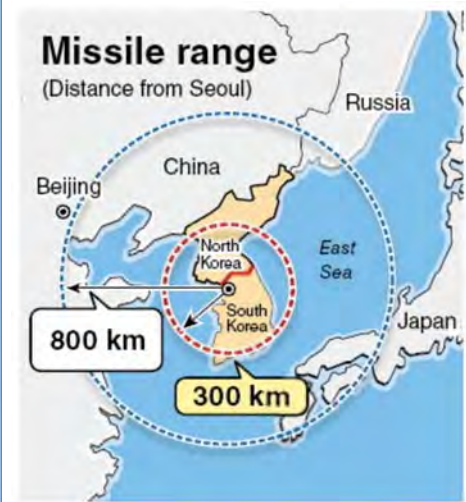 Missile range
(Distance from Seoul)
Russia
China
Beijing
North
Korea
East
Sea
South
Korea
Japan
800 km
300 km